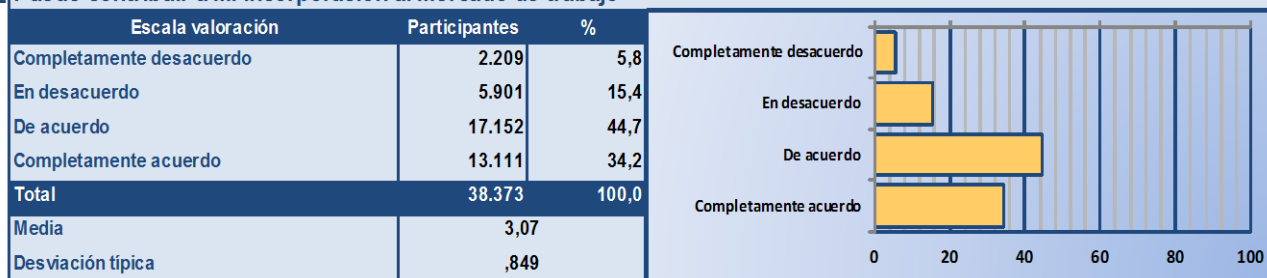 Escala valoración Participantes %
Completamente desacuerdo 2.209 5,8
En desacuerdo 5.901 15,4
De acuerdo 17.152 44,7
Completamente acuerdo 13.111 34,2
Total 38.373 100,0
Media 3,07
Desviación típica ,849
Completamente desacuerdo
En desacuerdo
De acuerdo
Completamente acuerdo
0 20 40 60 80 100